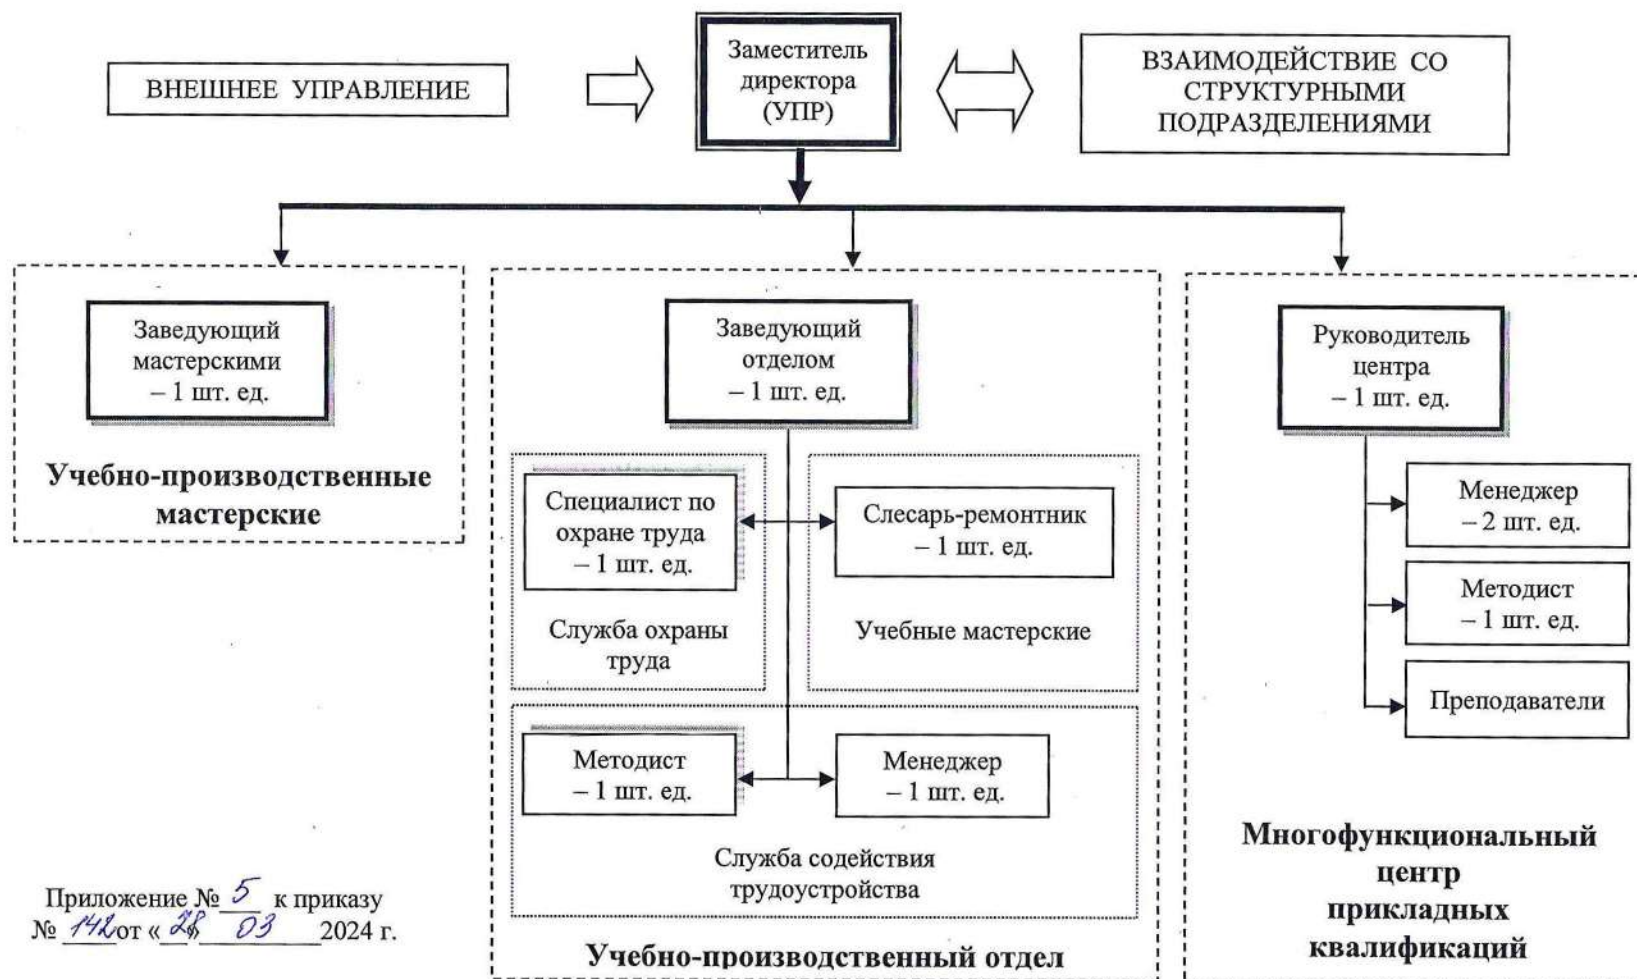 ВНЕШНЕЕ УПРАВЛЕНИЕ
Заместитель
директора
(УПР)
ВЗАИМОДЕЙСТВИЕ СО
СТРУКТУРНЫМИ
ПОДРАЗДЕЛЕНИЯМИ
Заведующий
мастерскими
– 1 шт. ед.
Учебно-производственные
мастерские
Заведующий
отделом
– 1 шт. ед.
Специалист по
охране труда
– 1 шт. ед.
Служба охраны
труда
Слесарь-ремонтник
– 1 шт. ед.
Учебные мастерские
Методист
– 1 шт. ед.
Менеджер
– 1 шт. ед.
Служба содействия
трудоустройства
Учебно-производственный отдел
Руководитель
центра
– 1 шт. ед.
Менеджер
– 2 шт. ед.
Методист
– 1 шт. ед.
Преподаватели
Многофункциональный
центр
прикладных
квалификаций
Приложение № 5 к приказу
№ 142 от «28» 03 2024 г.